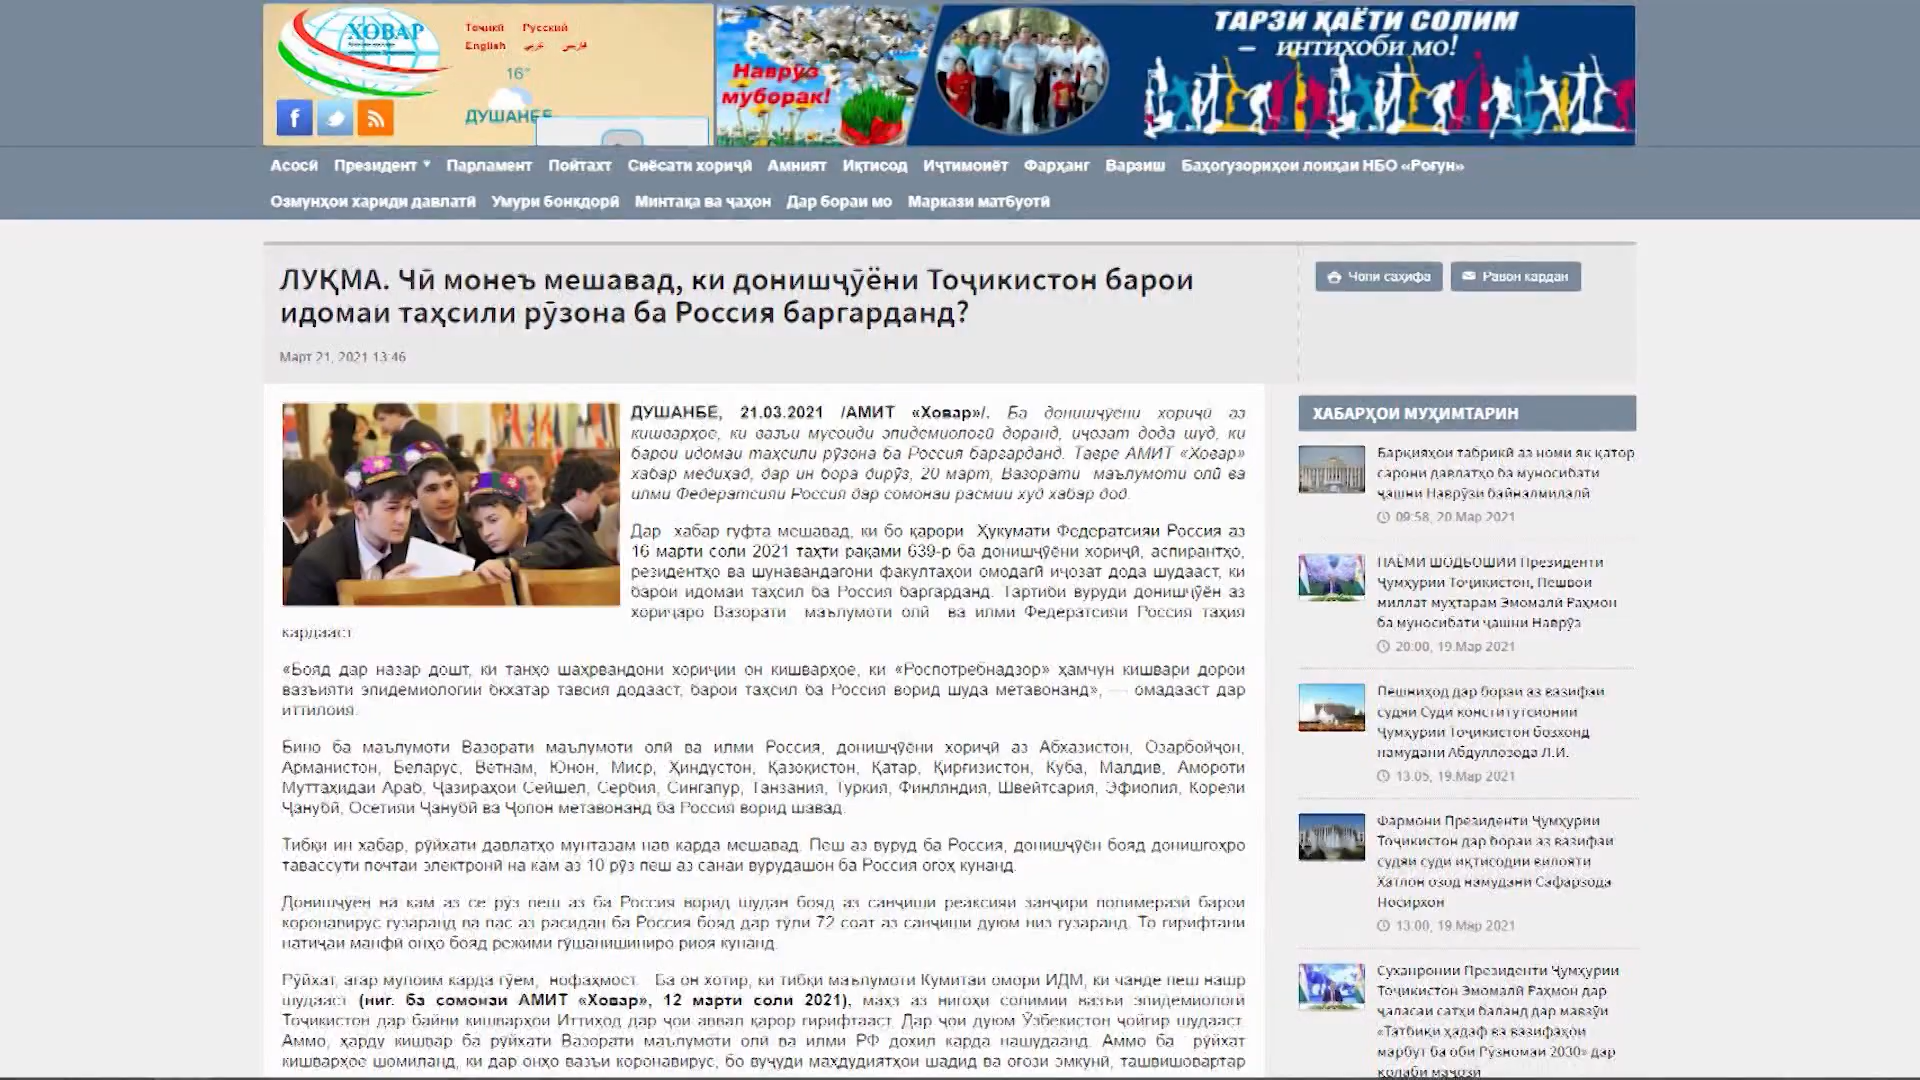 ХОВАР
Тоҷикӣ Русский
English عربي فارسی
16°
ДУШАНБЕ
Наврӯз
муборак!
ТАРЗИ ҲАЁТИ СОЛИМ
– ИНТИХОБИ МО!
Асосӣ Президент Парламент Пойтахт Сиёсати хориҷӣ Амният Иқтисод Иҷтимоиёт Фарҳанг Варзиш Баҳогузориҳои лоиҳаи НБО «Роғун»
Озмунҳои хариди давлатӣ Умури бонкдорӣ Минтақа ва ҷаҳон Дар бораи мо Маркази матбуотӣ
ЛУҚМА. Чӣ монеъ мешавад, ки донишҷӯёни Тоҷикистон барои
идомаи таҳсили рӯзона ба Россия баргарданд?
Март 21, 2021 13:46
Чопи саҳифа Равон кардан
ДУШАНБЕ, 21.03.2021 /АМИТ «Ховар»/. Ба донишҷӯёни хориҷӣ аз
кишварҳое, ки вазъи мусоиди эпидемиологӣ доранд, иҷозат дода шуд, ки
барои идомаи таҳсили рӯзона ба Россия баргарданд. Тавре АМИТ «Ховар»
хабар медиҳад, дар ин бора дирӯз, 20 март, Вазорати маълумоти олӣ ва
илми Федератсияи Россия дар сомонаи расмии худ хабар дод.
Дар хабар гуфта мешавад, ки бо қарори Ҳукумати Федератсияи Россия аз
16 марти соли 2021 таҳти рақами 639-р ба донишҷӯёни хориҷӣ, аспирантҳо,
резидентҳо ва шунавандагони факултаҳои омодагӣ иҷозат дода шудааст, ки
барои идомаи таҳсил ба Россия баргарданд. Тартиби вуруди донишҷӯён аз
хориҷаро Вазорати маълумоти олӣ ва илми Федератсияи Россия таҳия
кардааст.
«Бояд дар назар дошт, ки танҳо шаҳрвандони хориҷии он кишварҳое, ки «Роспотребнадзор» ҳамчун кишвари дорои
вазъияти эпидемиологии бехатар тавсия додааст, барои таҳсил ба Россия ворид шуда метавонанд», — омадааст дар
иттилоия.
Бино ба маълумоти Вазорати маълумоти олӣ ва илми Россия, донишҷӯёни хориҷӣ аз Абхазистон, Озарбойҷон,
Арманистон, Беларус, Ветнам, Юнон, Миср, Ҳиндустон, Қазоқистон, Қатар, Қирғизистон, Куба, Малдив, Амороти
Муттаҳидаи Араб, Ҷазираҳои Сейшел, Сербия, Сингапур, Танзания, Туркия, Финляндия, Швейтсария, Эфиопия, Кореяи
Ҷанубӣ, Осетияи Ҷанубӣ ва Ҷопон метавонанд ба Россия ворид шавад.
Тибқи ин хабар, рӯйхати давлатҳо мунтазам нав карда мешавад. Пеш аз вуруд ба Россия, донишҷӯён бояд донишгоҳро
тавассути почтаи электронӣ на кам аз 10 рӯз пеш аз санаи вурудашон ба Россия огоҳ кунанд.
Донишҷӯён на кам аз се рӯз пеш аз ба Россия ворид шудан бояд аз санҷиши реаксияи занҷири полимеразӣ барои
коронавирус гузаранд ва пас аз расидан ба Россия бояд дар тӯли 72 соат аз санҷиши дуюм низ гузаранд. То гирифтани
натиҷаи манфӣ онҳо бояд режими гӯшанишиниро риоя кунанд.
Рӯйхат, агар мулоим карда гӯем, нофаҳмост. Ба он хотир, ки тибқи маълумоти Кумитаи омори ИДМ, ки чанде пеш нашр
шудааст (ниг. ба сомонаи АМИТ «Ховар», 12 марти соли 2021), маҳз аз нигоҳи солимии вазъи эпидемиологӣ
Тоҷикистон дар байни кишварҳои Иттиҳод дар ҷои аввал қарор гирифтааст. Дар ҷои дуюм Ӯзбекистон ҷойгир шудааст.
Аммо, ҳарду кишвар ба рӯйхати Вазорати маълумоти олӣ ва илми РФ дохил карда нашудаанд. Аммо ба рӯйхат
кишварҳое шомиланд, ки дар онҳо вазъи коронавирус, бо вуҷуди маҳдудиятҳои шадид ва оғози эмкунӣ, ташвишовартар
ХАБАРҲОИ МУҲИМТАРИН
Барқияҳои табрикӣ аз номи як қатор
сарони давлатҳо ба муносибати
ҷашни Наврӯзи байналмилалӣ
09:58, 20.Мар 2021
ПАЁМИ ШОДБОШИИ Президенти
Ҷумҳурии Тоҷикистон, Пешвои
миллат муҳтарам Эмомалӣ Раҳмон
ба муносибати ҷашни Наврӯз
20:00, 19.Мар 2021
Пешниҳод дар бораи аз вазифаи
судяи Суди конститутсионии
Ҷумҳурии Тоҷикистон бозхонд
намудани Абдуллозода Л.И.
13:05, 19.Мар 2021
Фармони Президенти Ҷумҳурии
Тоҷикистон дар бораи аз вазифаи
судяи суди иқтисодии вилояти
Хатлон озод намудани Сафарзода
Носирхон
13:00, 19.Мар 2021
Суханронии Президенти Ҷумҳурии
Тоҷикистон Эмомалӣ Раҳмон дар
ҷаласаи сатҳи баланд дар мавзӯи
«Татбиқи ҳадаф ва вазифаҳои
марбут ба оби Рӯзномаи 2030» дар
қолаби маҷозӣ